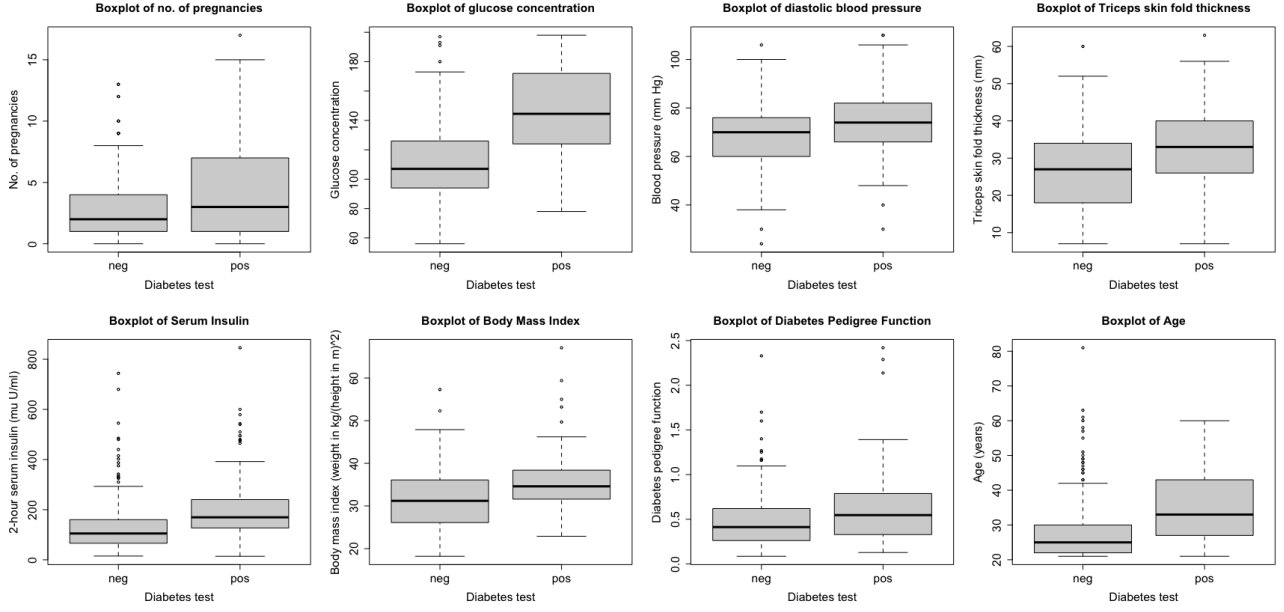 Boxplot of no. of pregnancies
No. of pregnancies
0
5
10
15
neg
pos
Diabetes test
Boxplot of glucose concentration
Glucose concentration
60
80
100
140
180
neg
pos
Diabetes test
Boxplot of diastolic blood pressure
Blood pressure (mm Hg)
40
60
80
100
neg
pos
Diabetes test
Boxplot of Triceps skin fold thickness
Triceps skin fold thickness (mm)
10
20
30
40
50
60
neg
pos
Diabetes test
Boxplot of Serum Insulin
2-hour serum insulin (mu U/ml)
0
200
400
600
800
neg
pos
Diabetes test
Boxplot of Body Mass Index
Body mass index (weight in kg/(height in m)^2)
20
30
40
50
60
neg
pos
Diabetes test
Boxplot of Diabetes Pedigree Function
Diabetes pedigree function
0.0
0.5
1.0
1.5
2.0
2.5
neg
pos
Diabetes test
Boxplot of Age
Age (years)
20
30
40
50
60
70
80
neg
pos
Diabetes test